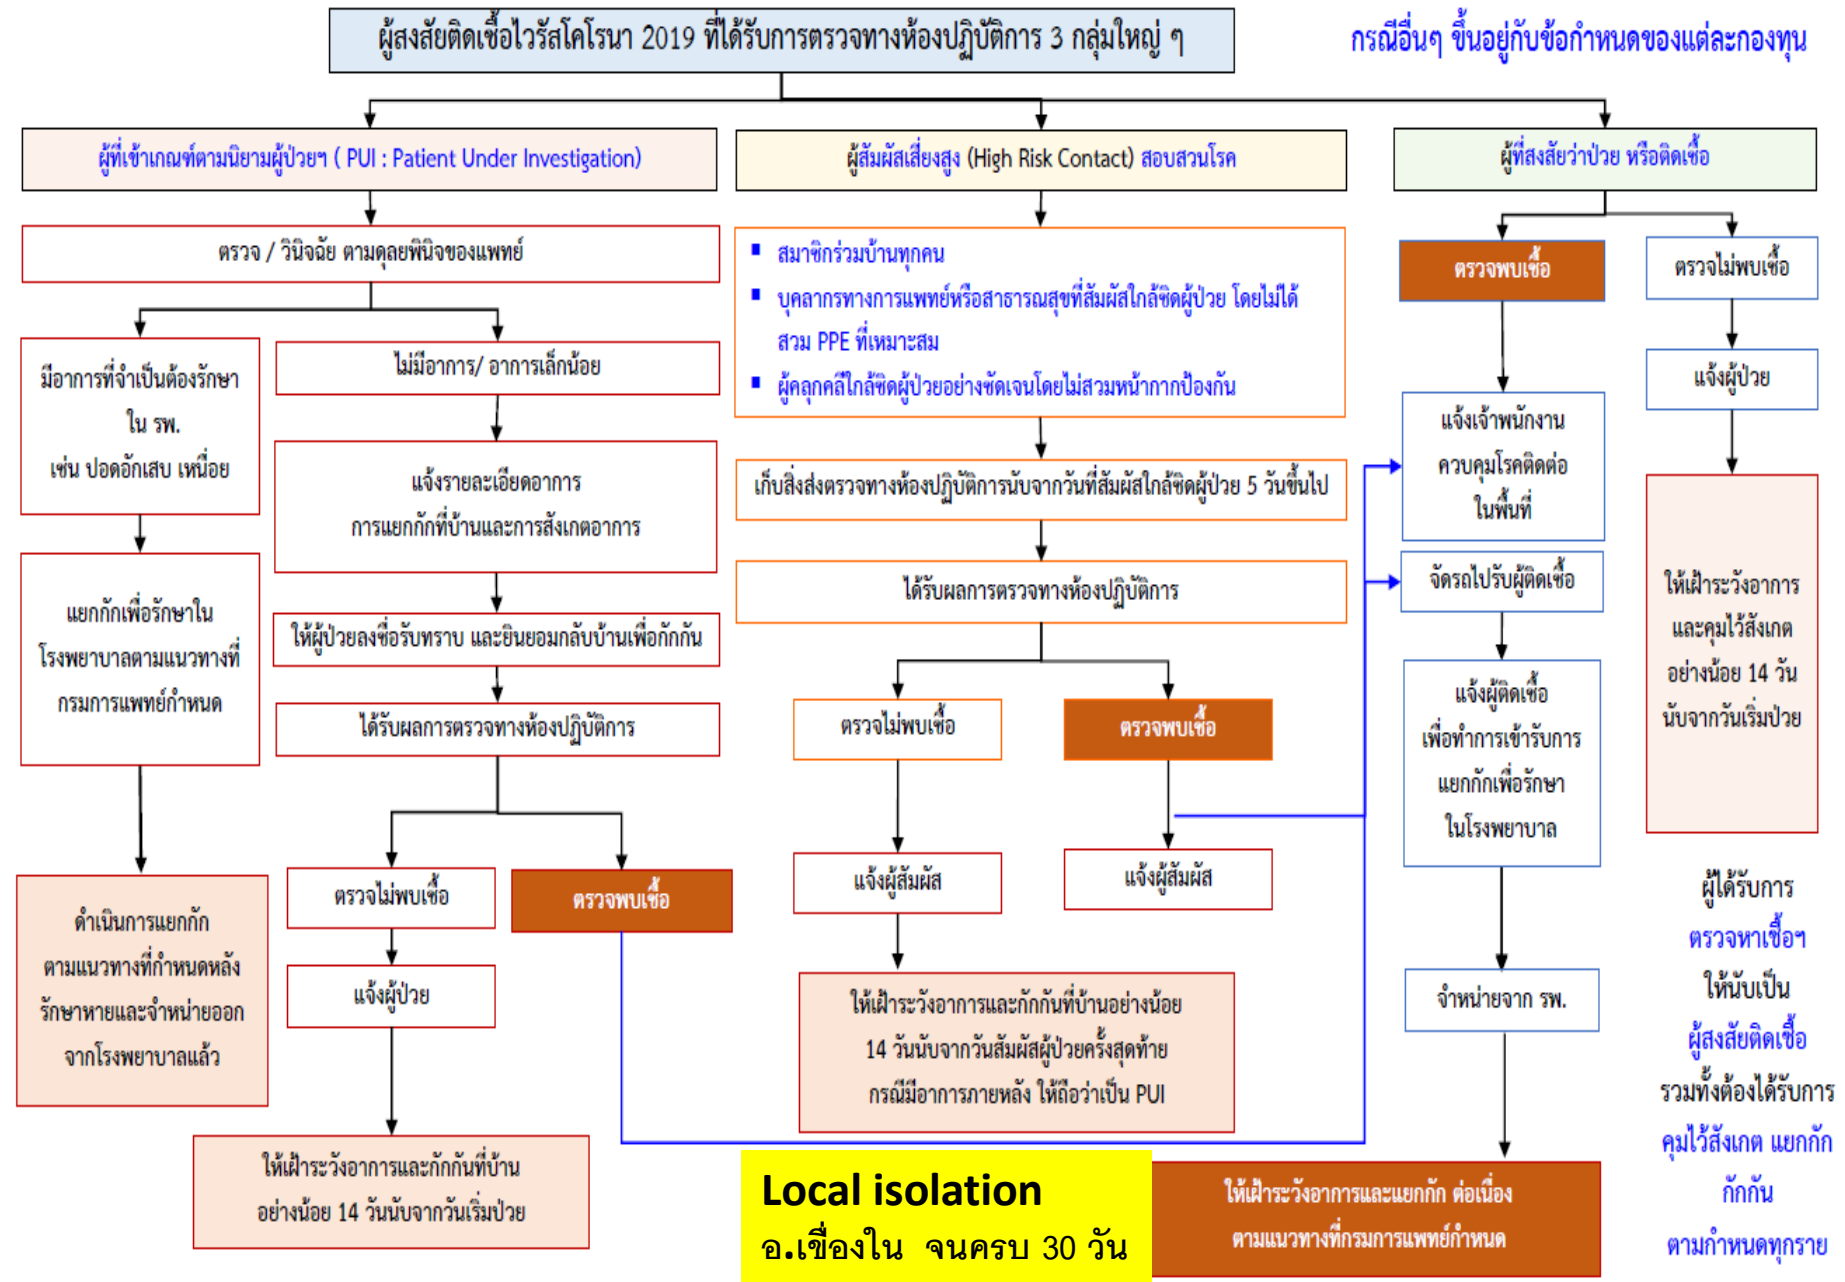 ผู้สงสัยติดเชื้อไวรัสโคโรนา 2019 ที่ได้รับการตรวจทางห้องปฏิบัติการ 3 กลุ่มใหญ่ ๆ
กรณีอื่นๆ ขึ้นอยู่กับข้อกำหนดของแต่ละกองทุน
ผู้ที่เข้าเกณฑ์ตามนิยามผู้ป่วยฯ ( PUI : Patient Under Investigation)
ตรวจ / วินิจฉัย ตามดุลยพินิจของแพทย์
มีอาการที่จำเป็นต้องรักษา
ใน รพ.
เช่น ปอดอักเสบ เหนื่อย
แยกกักเพื่อรักษาใน
โรงพยาบาลตามแนวทางที่
กรมการแพทย์กำหนด
ดำเนินการแยกกัก
ตามแนวทางที่กำหนดหลัง
รักษาหายและจำหน่ายออก
จากโรงพยาบาลแล้ว
ไม่มีอาการ/ อาการเล็กน้อย
แจ้งรายละเอียดอาการ
การแยกกักที่บ้านและการสังเกตอาการ
ให้ผู้ป่วยลงชื่อรับทราบ และยินยอมกลับบ้านเพื่อกักกัน
ได้รับผลการตรวจทางห้องปฏิบัติการ
ตรวจไม่พบเชื้อ
ตรวจพบเชื้อ
แจ้งผู้ป่วย
ให้เฝ้าระวังอาการและกักกันที่บ้าน
อย่างน้อย 14 วันนับจากวันเริ่มป่วย
ผู้สัมผัสเสี่ยงสูง (High Risk Contact) สอบสวนโรค
▪ สมาชิกร่วมบ้านทุกคน
▪ บุคลากรทางการแพทย์หรือสาธารณสุขที่สัมผัสใกล้ชิดผู้ป่วย โดยไม่ได้
สวม PPE ที่เหมาะสม
▪ ผู้คลุกคลีใกล้ชิดผู้ป่วยอย่างชัดเจนโดยไม่สวมหน้ากากป้องกัน
เก็บสิ่งส่งตรวจทางห้องปฏิบัติการนับจากวันที่สัมผัสใกล้ชิดผู้ป่วย 5 วันขึ้นไป
ได้รับผลการตรวจทางห้องปฏิบัติการ
ตรวจไม่พบเชื้อ
ตรวจพบเชื้อ
แจ้งผู้สัมผัส
แจ้งผู้สัมผัส
ให้เฝ้าระวังอาการและกักกันที่บ้านอย่างน้อย
14 วันนับจากวันสัมผัสผู้ป่วยครั้งสุดท้าย
กรณีมีอาการภายหลัง ให้ถือว่าเป็น PUI
Local isolation
อ.เขื่องใน จนครบ 30 วัน
ผู้ที่สงสัยว่าป่วย หรือติดเชื้อ
ตรวจพบเชื้อ
ตรวจไม่พบเชื้อ
แจ้งเจ้าพนักงาน
ควบคุมโรคติดต่อ
ในพื้นที่
จัดรถไปรับผู้ติดเชื้อ
แจ้งผู้ติดเชื้อ
เพื่อทำการเข้ารับการ
แยกกักเพื่อรักษา
ในโรงพยาบาล
จำหน่ายจาก รพ.
ให้เฝ้าระวังอาการและแยกกัก ต่อเนื่อง
ตามแนวทางที่กรมการแพทย์กำหนด
แจ้งผู้ป่วย
ให้เฝ้าระวังอาการ
และคุมไว้สังเกต
อย่างน้อย 14 วัน
นับจากวันเริ่มป่วย
ผู้ได้รับการ
ตรวจหาเชื้อฯ
ให้นับเป็น
ผู้สงสัยติดเชื้อ
รวมทั้งต้องได้รับการ
คุมไว้สังเกต แยกกัก
กักกัน
ตามกำหนดทุกราย